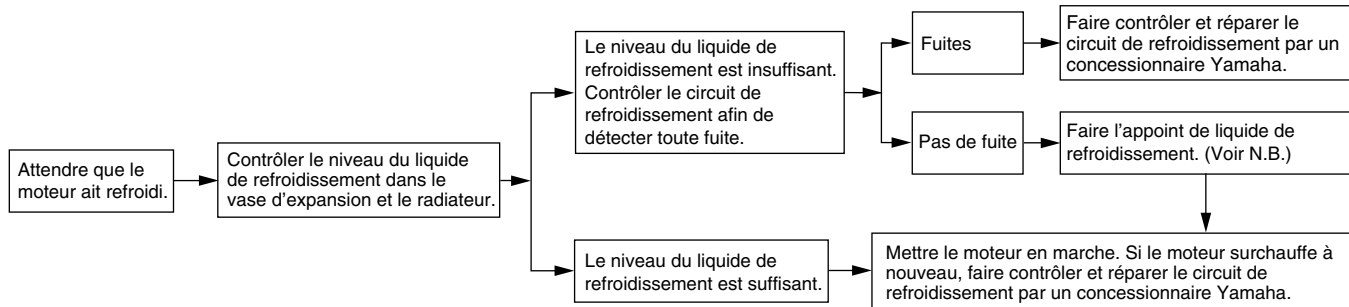 Attendre que le
moteur ait refroidi.
Contrôler le niveau du liquide
de refroidissement dans le
vase d'expansion et le radiateur.
Le niveau du liquide de
refroidissement est insuffisant.
Contrôler le circuit de
refroidissement afin de
détecter toute fuite.
Fuites
Faire contrôler et réparer le
circuit de refroidissement par un
concessionnaire Yamaha.
Pas de fuite
Faire l'appoint de liquide de
refroidissement. (Voir N.B.)
Le niveau du liquide de
refroidissement est suffisant.
Mettre le moteur en marche. Si le moteur surchauffe à
nouveau, faire contrôler et réparer le circuit de
refroidissement par un concessionnaire Yamaha.